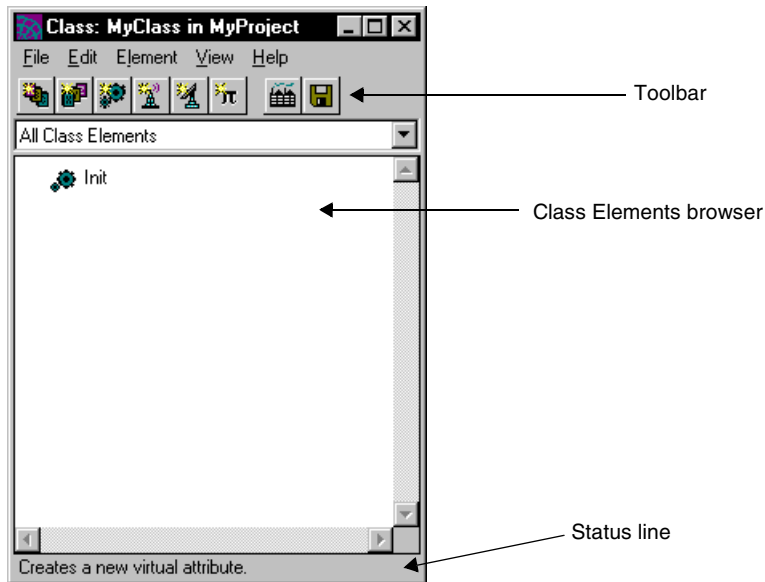 Class: MyClass in MyProject
File Edit Element View Help
π
Toolbar
All Class Elements
Init
Class Elements browser
Status line
Creates a new virtual attribute.